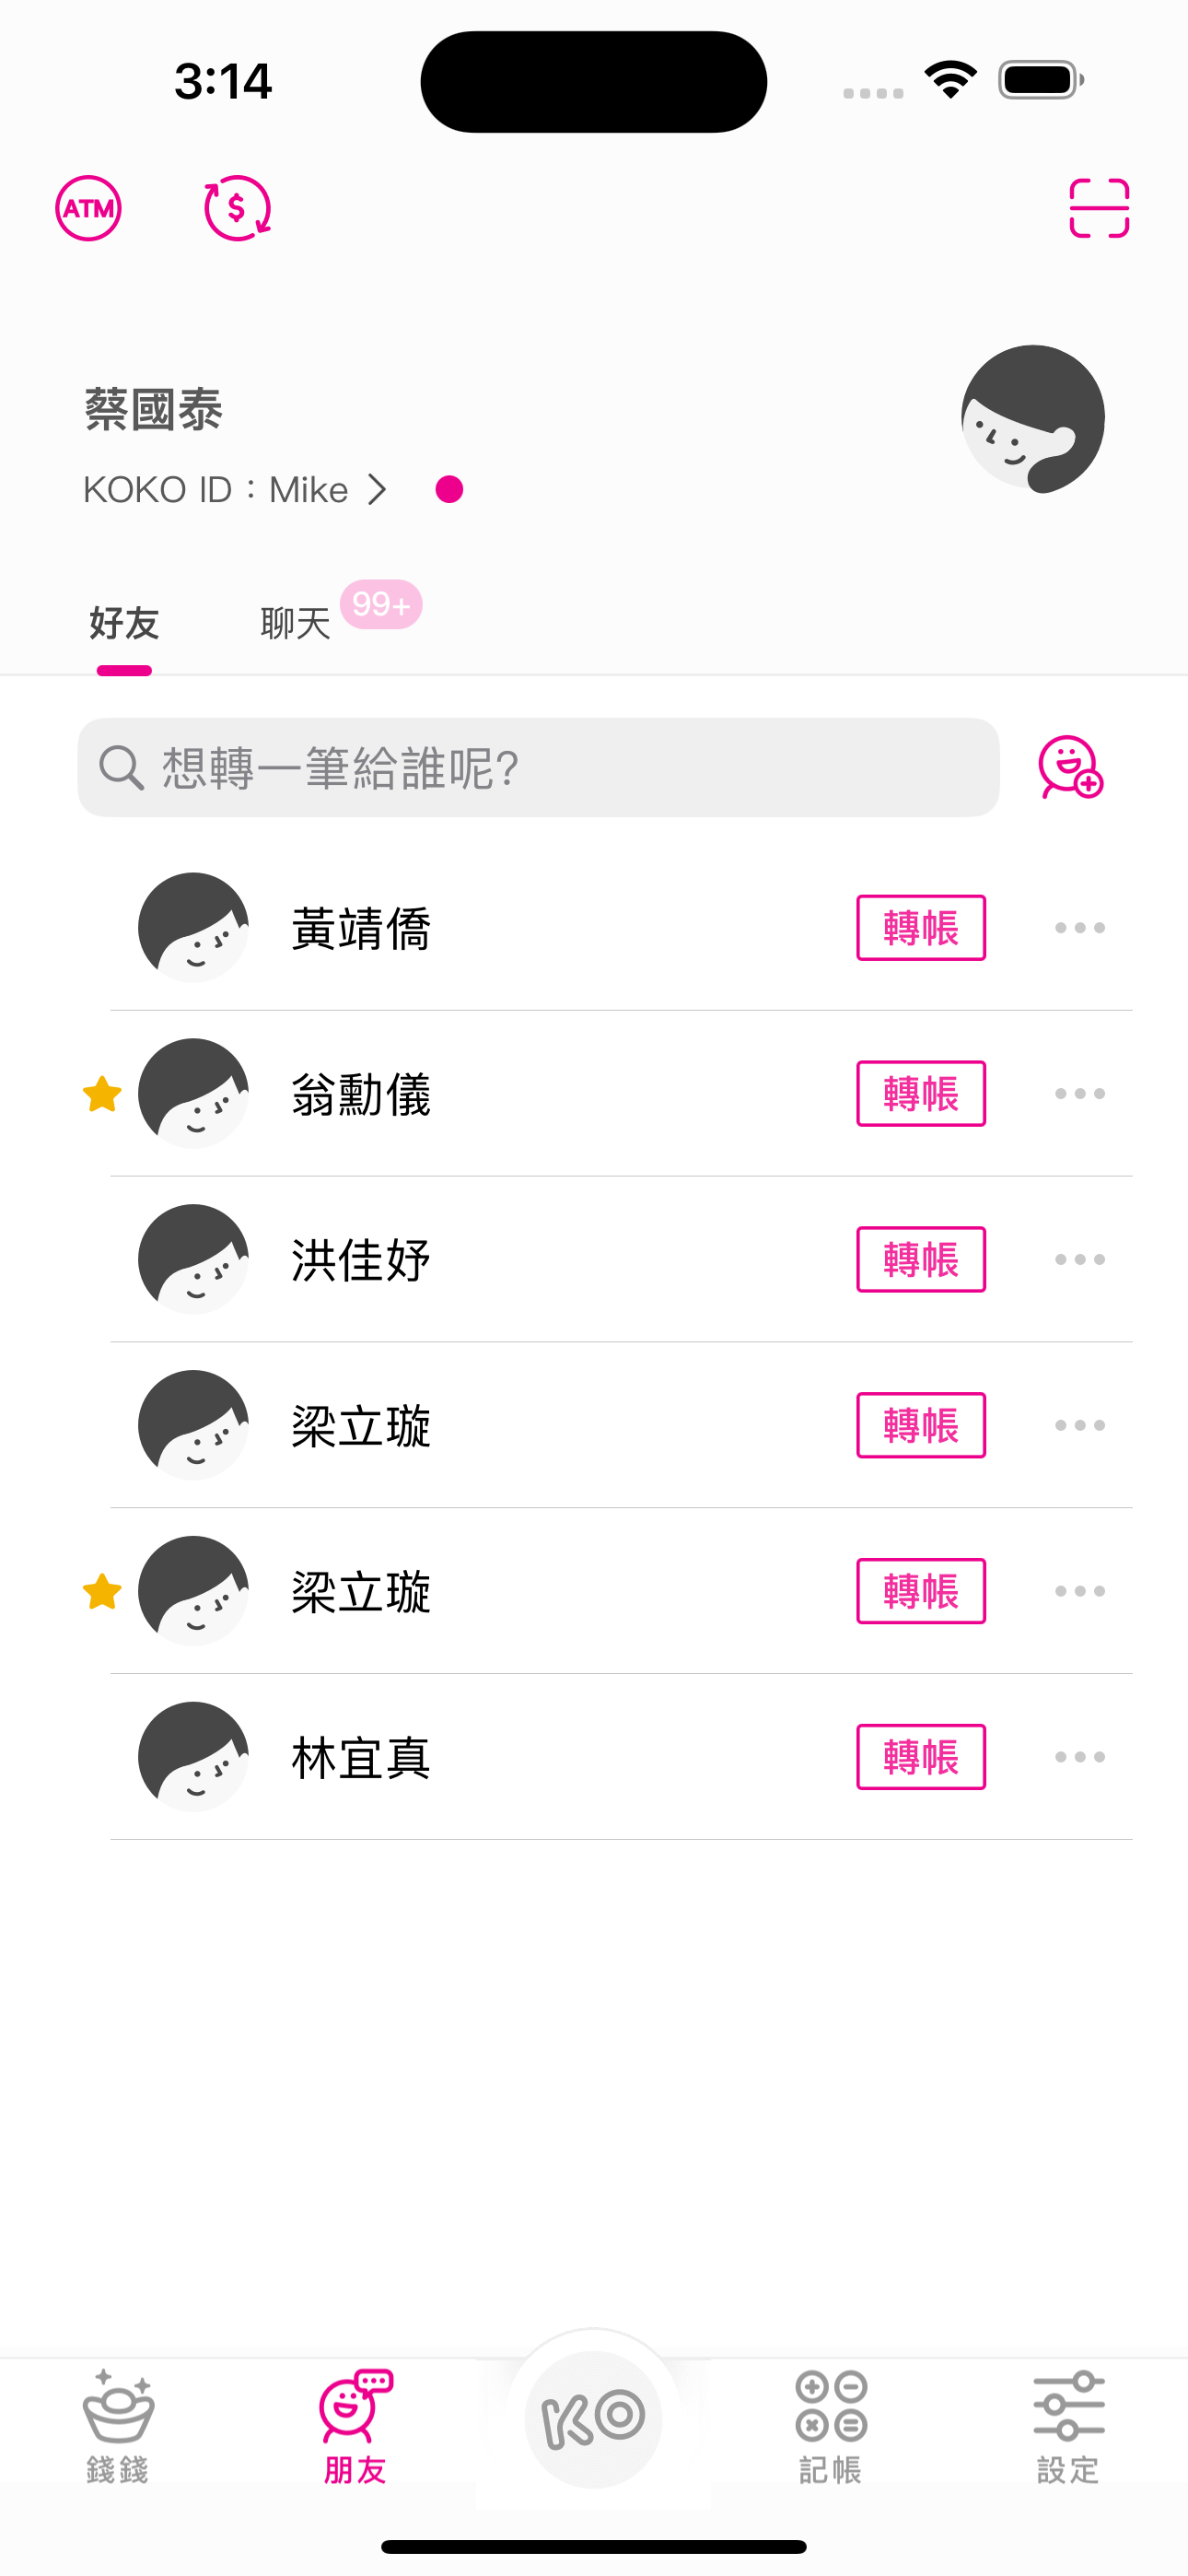 3:14
ATM
蔡國泰
KOKO ID：Mike
好友
聊天
99+
想轉一筆給誰呢?
黃靖僑
轉帳
翁勳儀
轉帳
洪佳妤
轉帳
梁立璇
轉帳
梁立璇
轉帳
林宜真
轉帳
錢錢
朋友
KO
記帳
設定